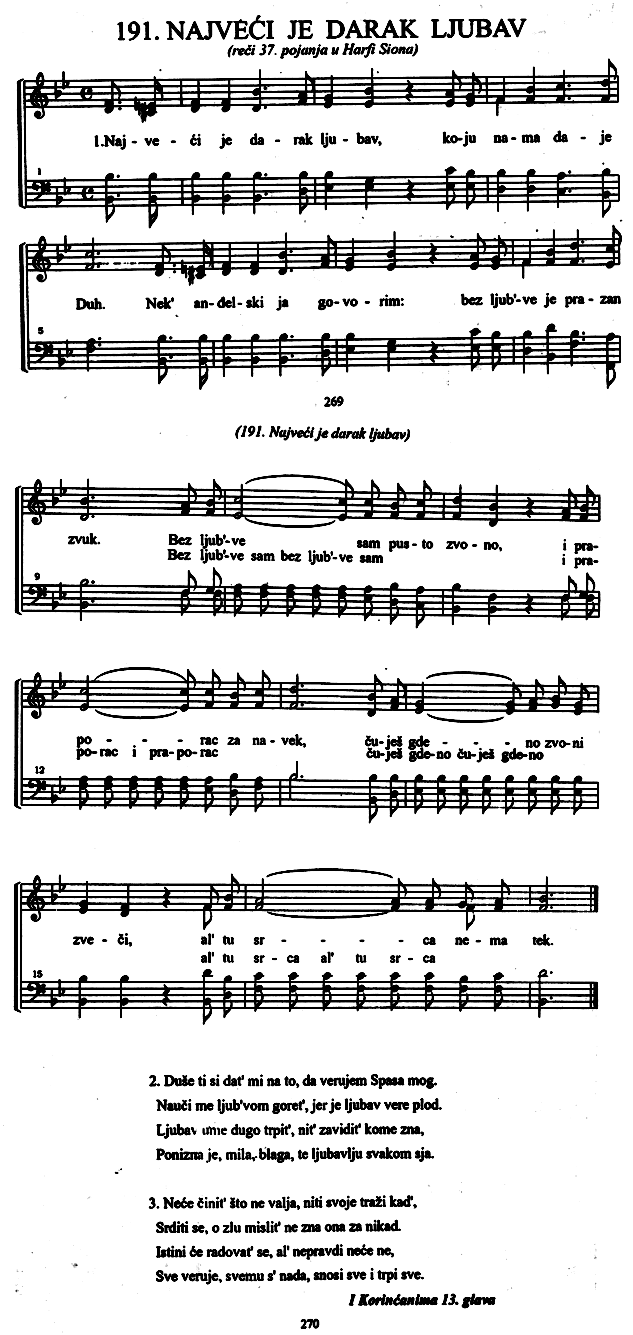 191. NAJVEĆI JE DARAK LJUBAV
(reči 37. pojanja u Harfi Siona)
1.Naj - ve - ći je da - rak lju - bav, ko-ju na - ma da - je
1
Duh. Nek' an-đel-ski ja go-vo-rim: bez ljub'-ve je pra-zan
5
269
(191. Najveći je darak ljubav)
zvuk. Bez ljub'-ve sam pus-to zvo-no, i pra-
Bez ljub'-ve sam bez ljub'-ve sam i pra-
9
po - - - rac za na-vek, ču-ješ gde - - - no zvo-ni
po-rac i pra-po-rac ču-ješ gde-no ču-ješ gde-no
12
zve-či, al' tu sr - - - ca ne-ma tek.
al' tu sr-ca al' tu sr-ca
15
2. Duše ti si dat' mi na to, da verujem Spasa mog.
Nauči me ljub'vom goret', jer je ljubav vere plod.
Ljubav ume dugo trpit', nit' zavidit' kome zna,
Ponizna je, mila, blaga, te ljubavlju svakom sja.
3. Neće činit' što ne valja, niti svoje traži kad',
Srditi se, o zlu mislit' ne zna ona za nikad.
Istini će radovat' se, al' nepravdi neće ne,
Sve veruje, svemu s' nada, snosi sve i trpi sve.
I Korinćanima 13. glava
270